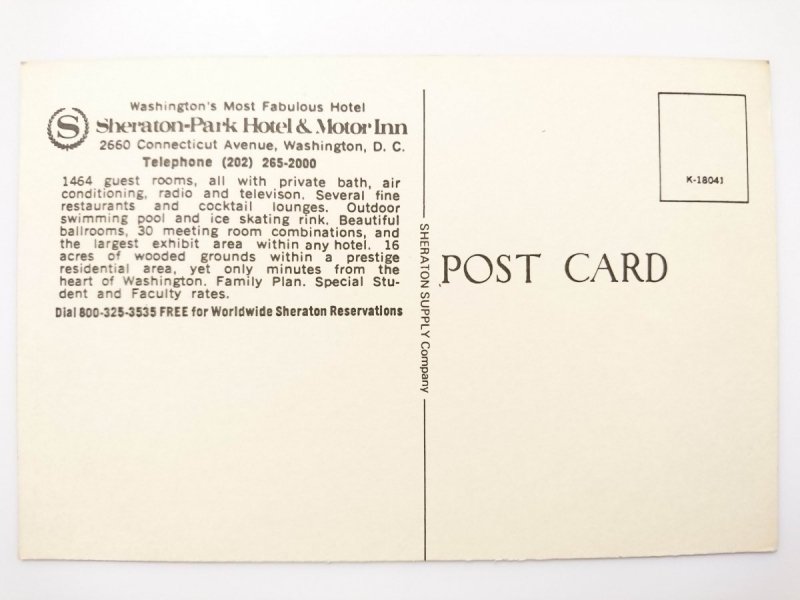 Washington's Most Fabulous Hotel
S Sheraton-Park Hotel & Motor Inn
2660 Connecticut Avenue, Washington, D. C.
Telephone (202) 265-2000
1464 guest rooms, all with private bath, air
conditioning, radio and televison. Several fine
restaurants and cocktail lounges. Outdoor
swimming pool and ice skating rink. Beautiful
ballrooms, 30 meeting room combinations, and
the largest exhibit area within any hotel. 16
acres of wooded grounds within a prestige
residential area, yet only minutes from the
heart of Washington. Family Plan. Special Stu-
dent and Faculty rates.
Dial 800-325-3535 FREE for Worldwide Sheraton Reservations
SHERATON SUPPLY Company
K-18041
POST CARD